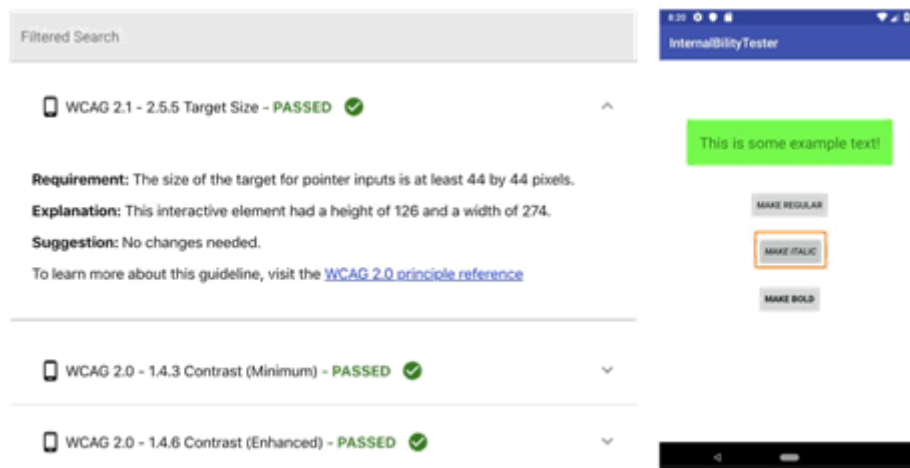 Filtered Search
WCAG 2.1 - 2.5.5 Target Size - PASSED
Requirement: The size of the target for pointer inputs is at least 44 by 44 pixels.
Explanation: This interactive element had a height of 126 and a width of 274.
Suggestion: No changes needed.
To learn more about this guideline, visit the WCAG 2.0 principle reference
WCAG 2.0 - 1.4.3 Contrast (Minimum) - PASSED
WCAG 2.0 - 1.4.6 Contrast (Enhanced) - PASSED
8:20
InternalBilityTester
This is some example text!
MAKE REGULAR
MAKE ITALIC
MAKE BOLD